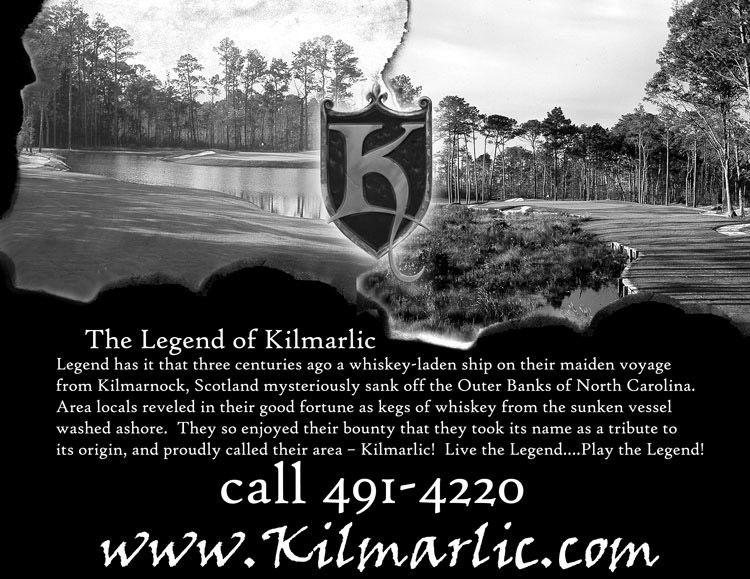 K
The Legend of Kilmarlic
Legend has it that three centuries ago a whiskey-laden ship on their maiden voyage
from Kilmarnock, Scotland mysteriously sank off the Outer Banks of North Carolina.
Area locals reveled in their good fortune as kegs of whiskey from the sunken vessel
washed ashore. They so enjoyed their bounty that they took its name as a tribute to
its origin, and proudly called their area – Kilmarlic! Live the Legend....Play the Legend!
call 491-4220
www.Kilmarlic.com